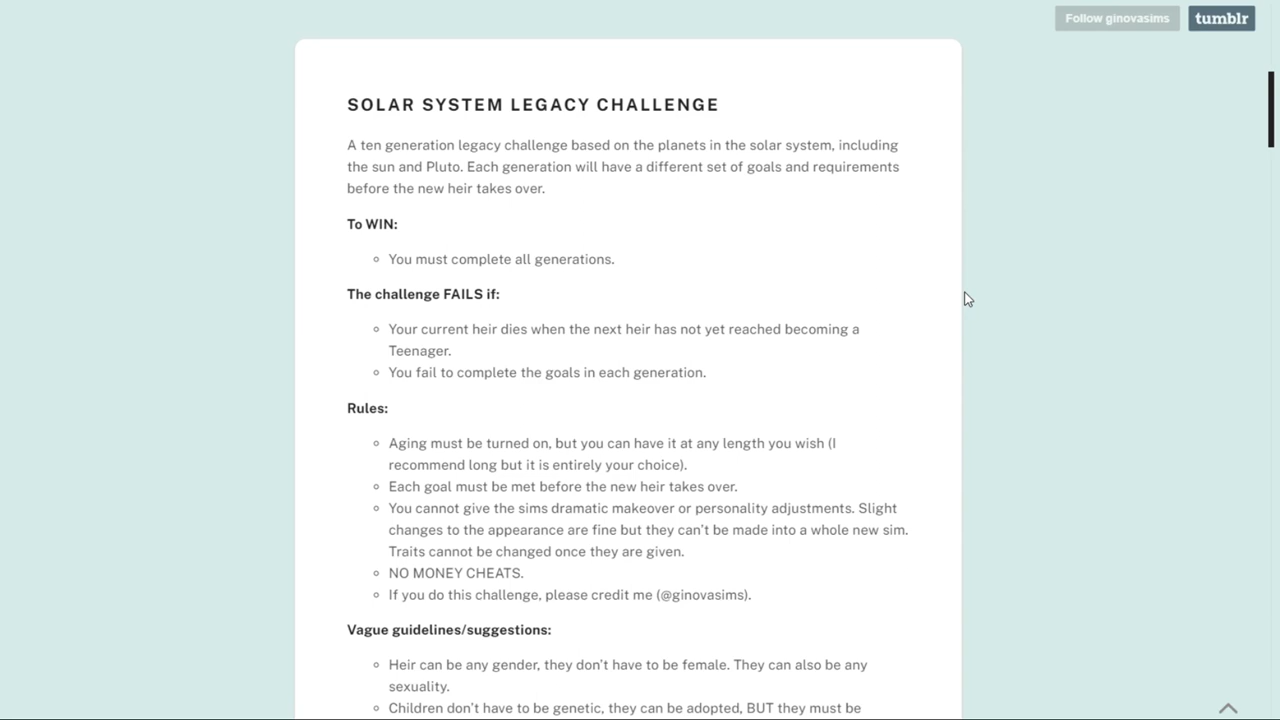 Follow ginovasims
tumblr
SOLAR SYSTEM LEGACY CHALLENGE
A ten generation legacy challenge based on the planets in the solar system, including
the sun and Pluto. Each generation will have a different set of goals and requirements
before the new heir takes over.
To WIN:
You must complete all generations.
The challenge FAILS if:
Your current heir dies when the next heir has not yet reached becoming a
Teenager.
You fail to complete the goals in each generation.
Rules:
Aging must be turned on, but you can have it at any length you wish (I
recommend long but it is entirely your choice).
Each goal must be met before the new heir takes over.
You cannot give the sims dramatic makeover or personality adjustments. Slight
changes to the appearance are fine but they can't be made into a whole new sim.
Traits cannot be changed once they are given.
NO MONEY CHEATS.
If you do this challenge, please credit me (@ginovasims).
Vague guidelines/suggestions:
Heir can be any gender, they don't have to be female. They can also be any
sexuality.
Children don't have to be genetic, they can be adopted, BUT they must be